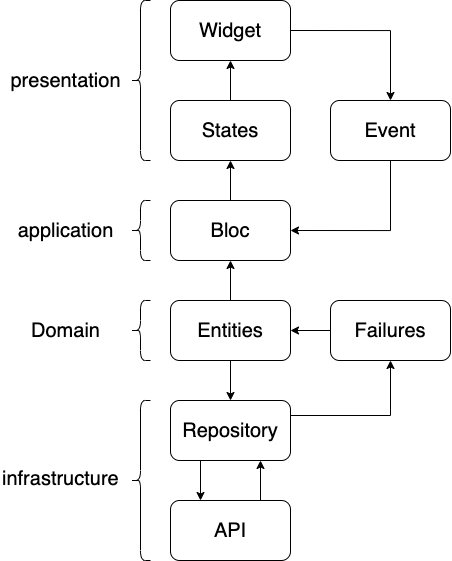 Widget
presentation
States
Event
application
Bloc
Domain
Entities
Failures
Repository
infrastructure
API